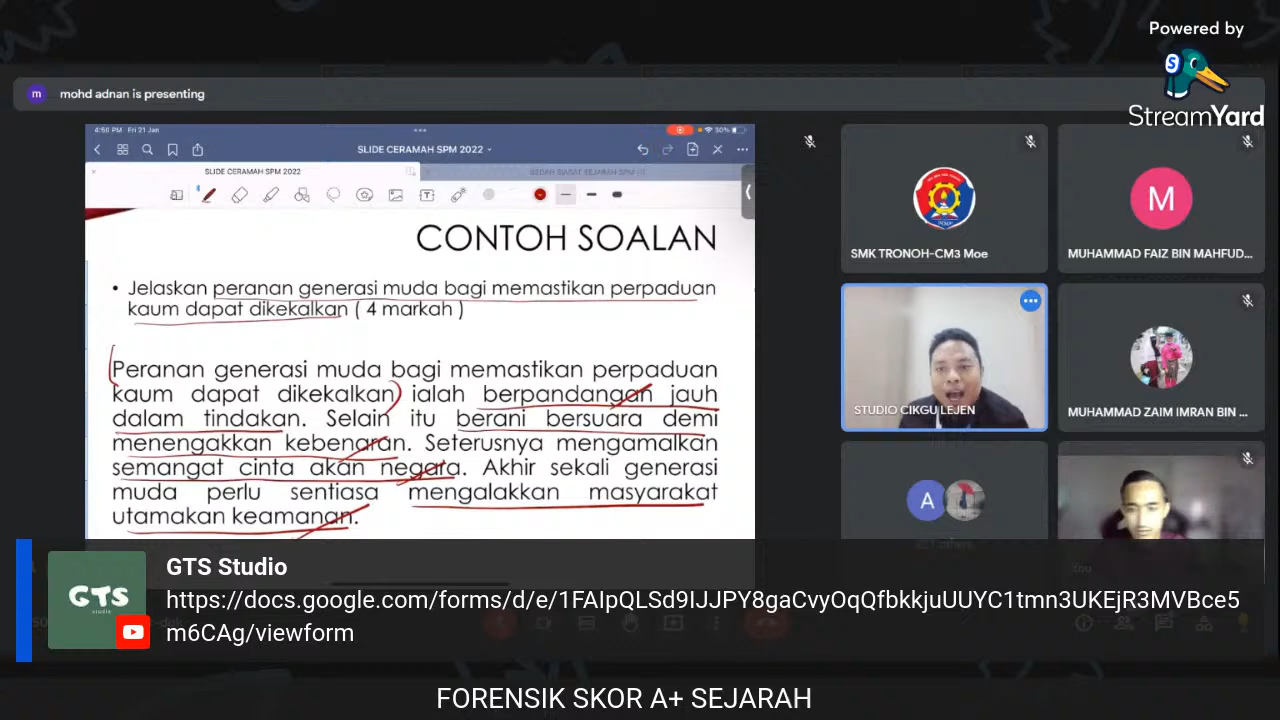 Powered by
StreamYard
m mohd adnan is presenting
4:56 PM Fri 21 Jan
30%
SLIDE CERAMAH SPM 2022
SLIDE CERAMAH SPM 2022
CONTOH SOALAN
• Jelaskan peranan generasi muda bagi memastikan perpaduan
kaum dapat dikekalkan ( 4 markah )
Peranan generasi muda bagi memastikan perpaduan
kaum dapat dikekalkan) ialah berpandangan jauh
dalam tindakan. Selain itu berani bersuara demi
menengakkan kebenaran. Seterusnya mengamalkan
semangat cinta akan negara. Akhir sekali generasi
muda perlu sentiasa mengalakkan masyarakat
utamakan keamanan.
SMK TRONOH-CM3 Moe
M
MUHAMMAD FAIZ BIN MAHFUD...
STUDIO CIKGU LEJEN
MUHAMMAD ZAIM IMRAN BIN ...
A
You
GTS
studio
GTS Studio
https://docs.google.com/forms/d/e/1FAIpQLSd9IJJPY8gaCvyOqQfbkkjuUUYC1tmn3UKEjR3MVBce5
m6CAg/viewform
FORENSIK SKOR A+ SEJARAH